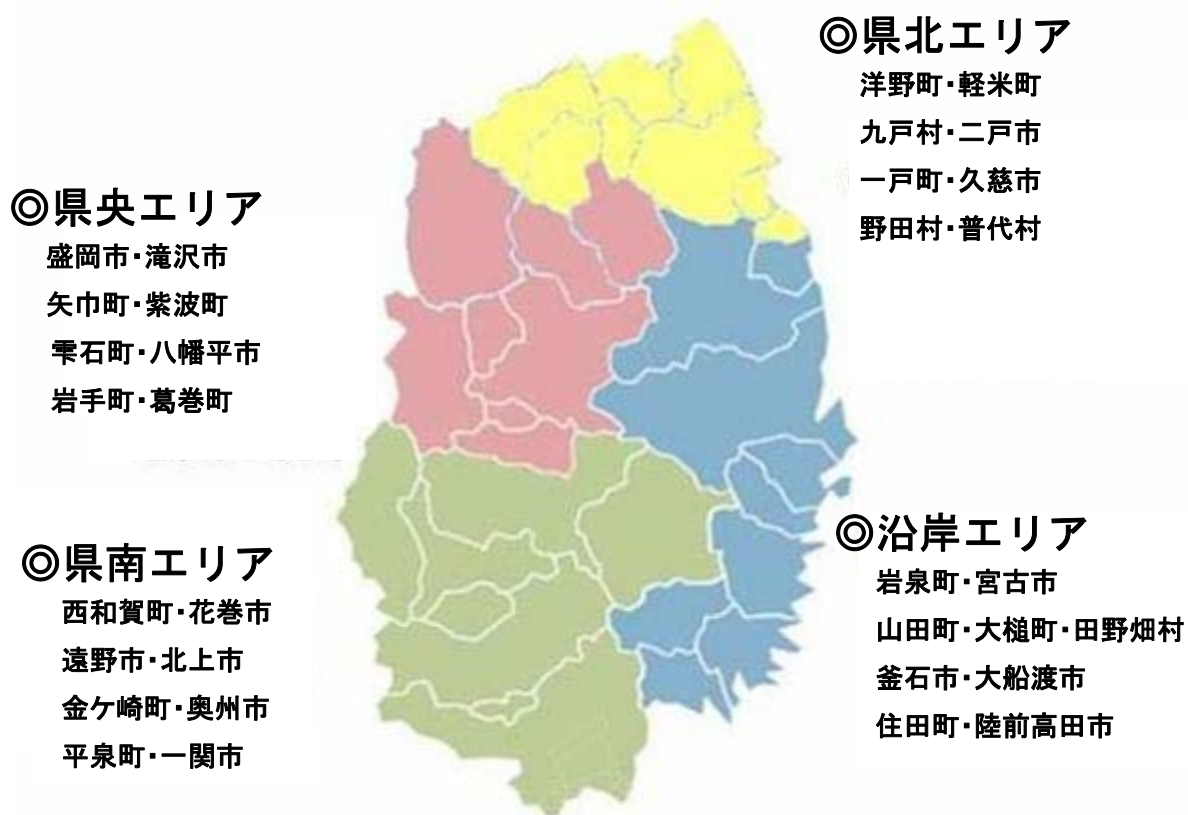 ◎県北エリア
洋野町・軽米町
九戸村・二戸市
一戸町・久慈市
野田村・普代村
◎県央エリア
盛岡市・滝沢市
矢巾町・紫波町
雫石町・八幡平市
岩手町・葛巻町
◎県南エリア
西和賀町・花巻市
遠野市・北上市
金ケ崎町・奥州市
平泉町・一関市
◎沿岸エリア
岩泉町・宮古市
山田町・大槌町・田野畑村
釜石市・大船渡市
住田町・陸前高田市